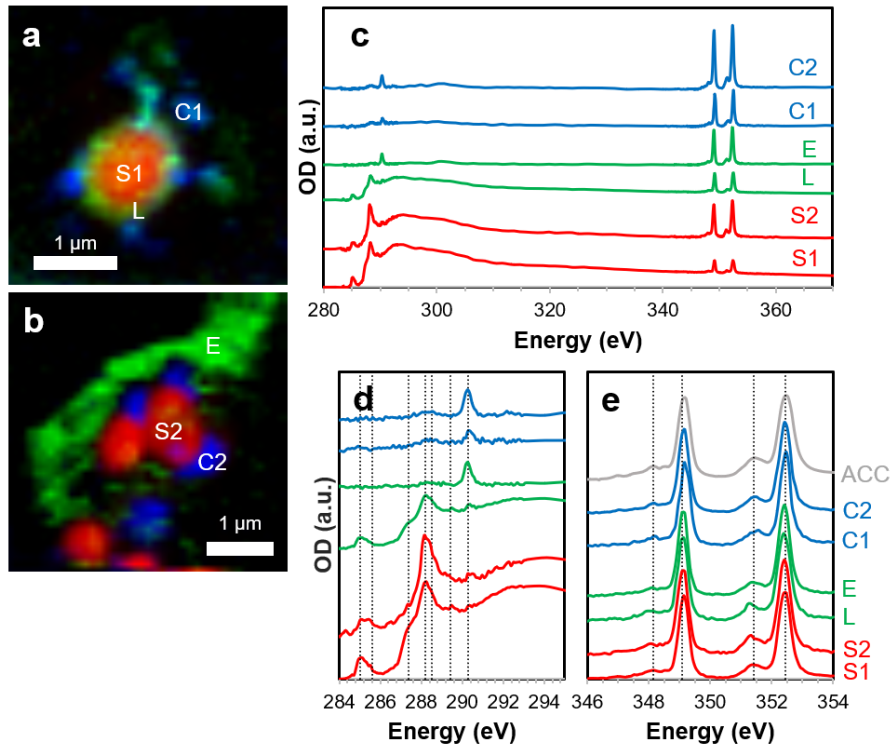 a
C1
S1
L
1 µm
b
E
S2
C2
1 µm
c
OD (a.u.)
C2
C1
E
L
S2
S1
280 300 320 340 360
Energy (eV)
d
OD (a.u.)
284 286 288 290 292 294
Energy (eV)
e
ACC
C2
C1
E
L
S2
S1
346 348 350 352 354
Energy (eV)